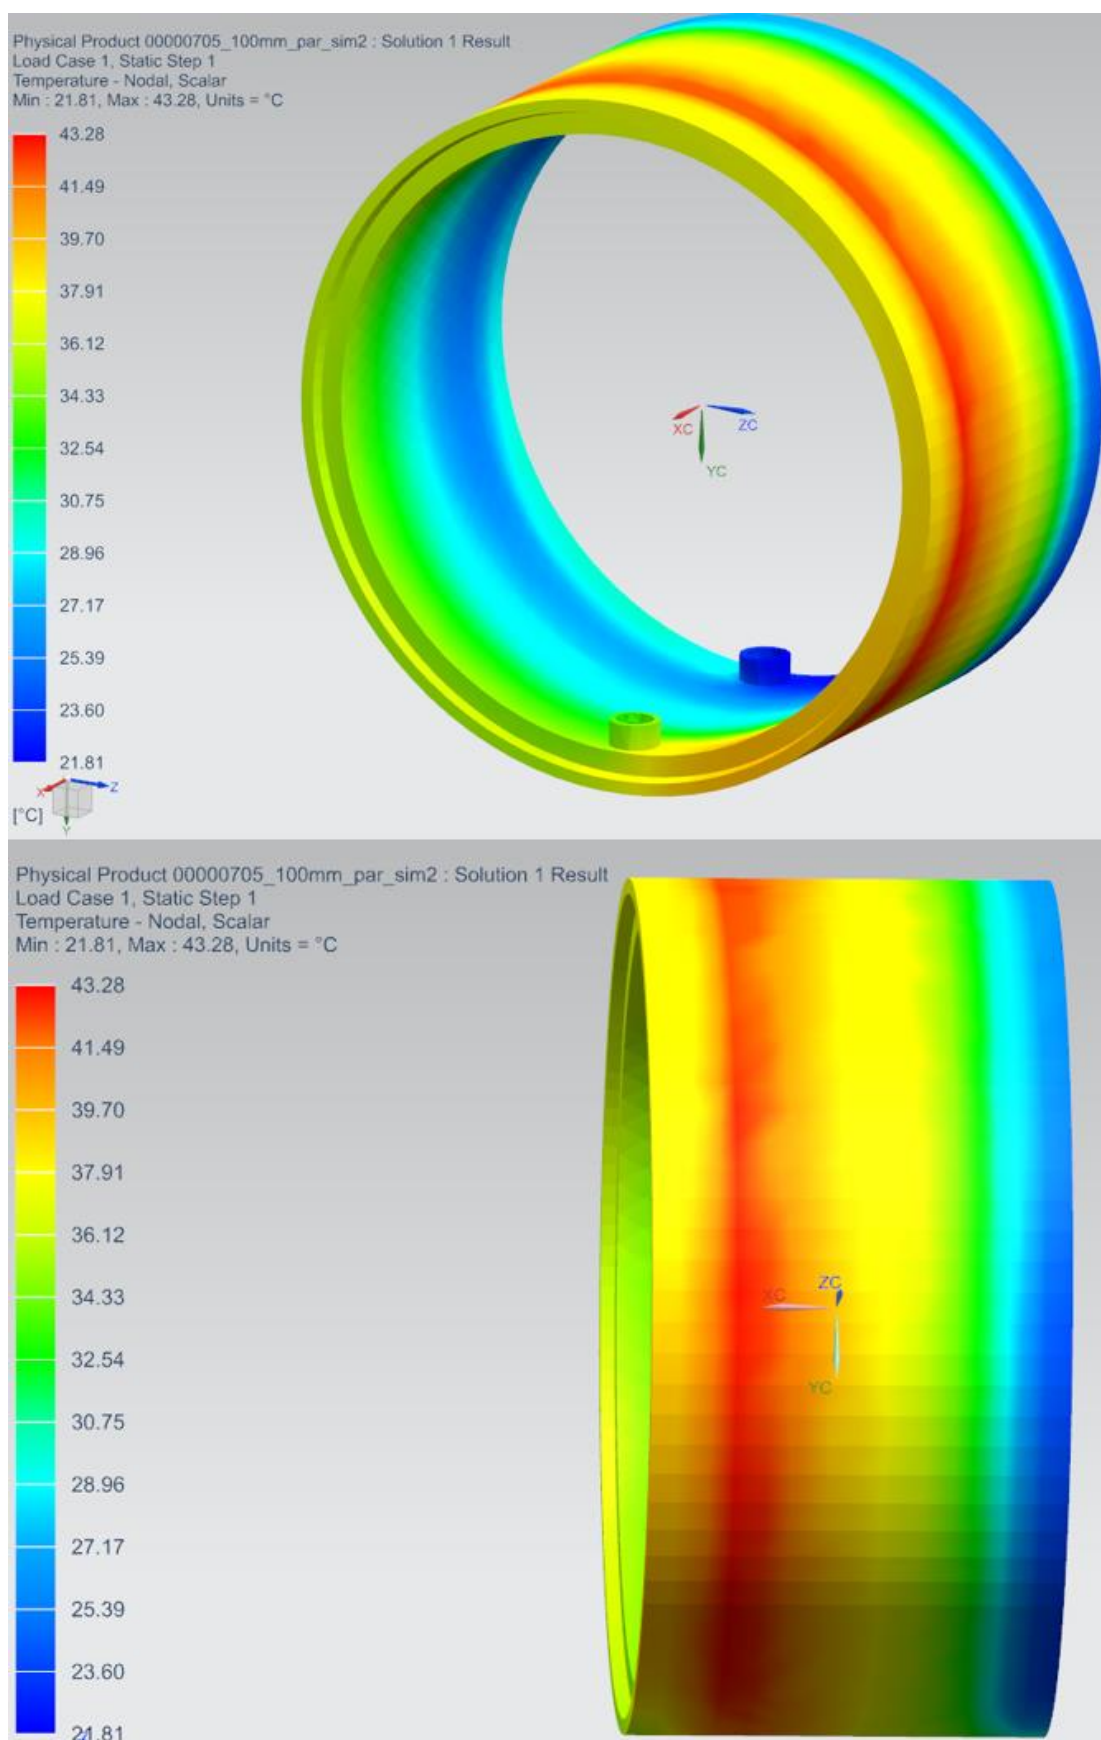 Physical Product 00000705_100mm_par_sim2 : Solution 1 Result
Load Case 1, Static Step 1
Temperature - Nodal, Scalar
Min : 21.81, Max : 43.28, Units = °C
43.28
41.49
39.70
37.91
36.12
34.33
32.54
30.75
28.96
27.17
25.39
23.60
21.81
[°C]
X
Z
Y
XC
ZC
YC
Physical Product 00000705_100mm_par_sim2 : Solution 1 Result
Load Case 1, Static Step 1
Temperature - Nodal, Scalar
Min : 21.81, Max : 43.28, Units = °C
43.28
41.49
39.70
37.91
36.12
34.33
32.54
30.75
28.96
27.17
25.39
23.60
21.81
XC
ZC
YC